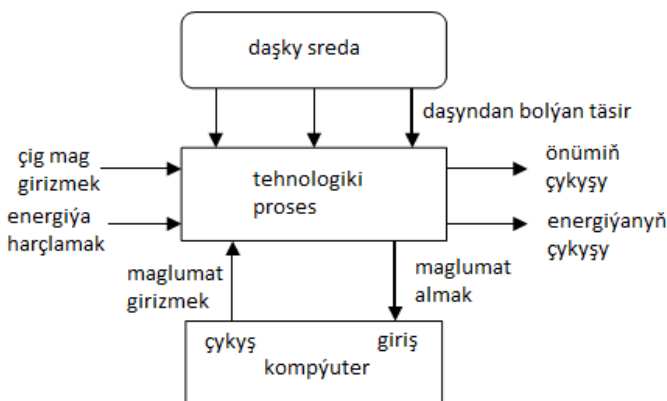 daşky sreda
daşyndan bolýan täsir
çig mag
girizmek
tehnologiki
proses
önümiň
çykyşy
energiýa
harçlamak
energiýanyň
çykyşy
maglumat
girizmek
maglumat
almak
çykyş
giriş
kompýuter